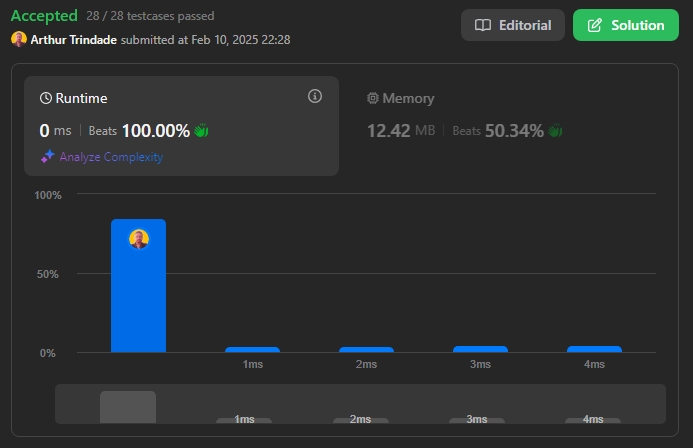 Accepted 28 / 28 testcases passed
Editorial
Solution
Arthur Trindade submitted at Feb 10, 2025 22:28
Runtime
Memory
0 ms | Beats 100.00%
12.42 MB | Beats 50.34%
Analyze Complexity
100%
50%
0%
1ms 2ms 3ms 4ms
1ms 2ms 3ms 4ms